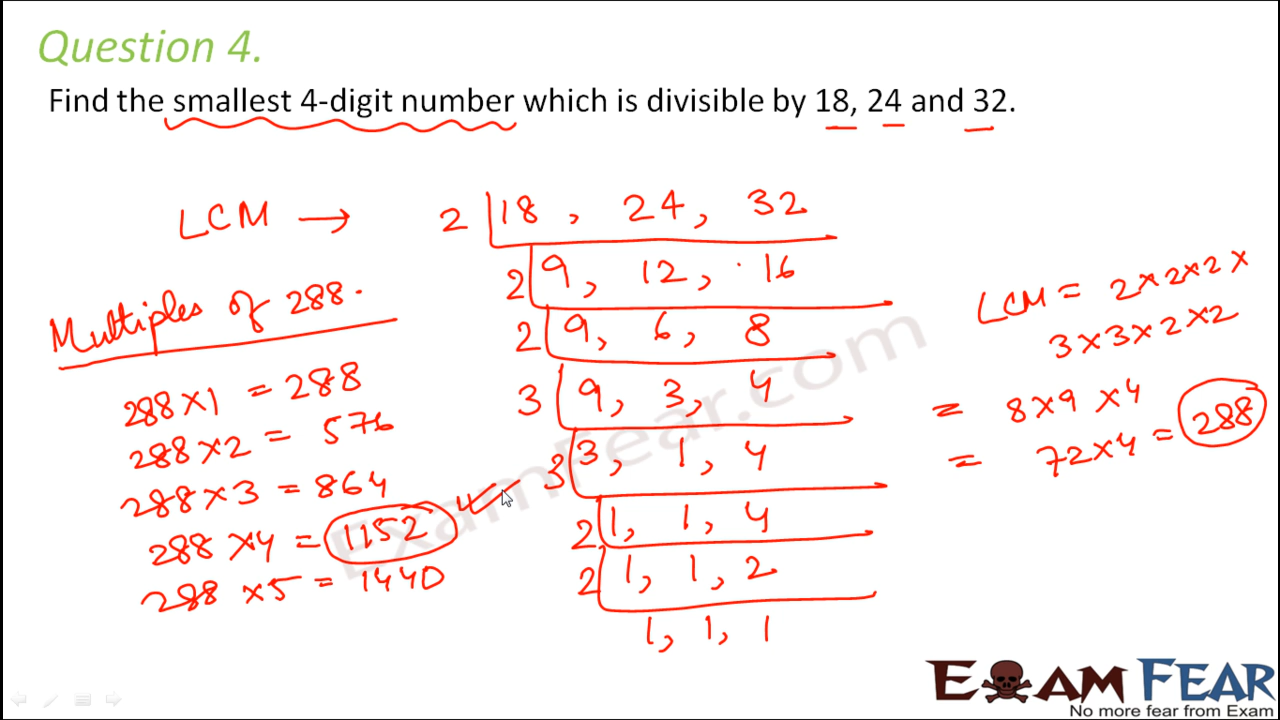 Question 4.
Find the smallest 4-digit number which is divisible by 18, 24 and 32.
LCM →
2 | 18 , 24 , 32
2 | 9 , 12 , 16
2 | 9 , 6 , 8
3 | 9 , 3 , 4
3 | 3 , 1 , 4
2 | 1 , 1 , 4
2 | 1 , 1 , 2
1 , 1 , 1
Multiples of 288.
288 × 1 = 288
288 × 2 = 576
288 × 3 = 864
288 × 4 = 1152 ✓
288 × 5 = 1440
LCM = 2 × 2 × 2 ×
3 × 3 × 2 × 2
= 8 × 9 × 4
= 72 × 4 = 288
ExamFear.com
EXAM FEAR
No more fear from Exam